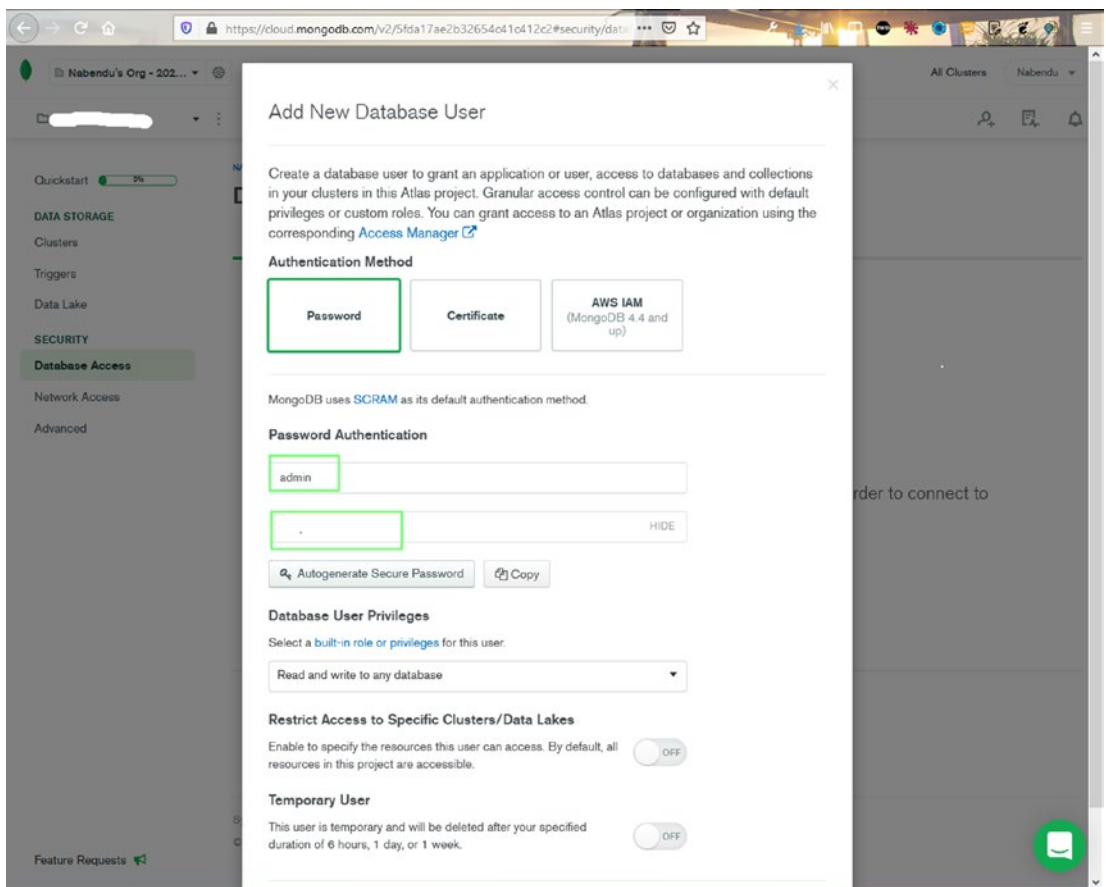 https://cloud.mongodb.com/v2/5fda17ae2b32654c41c412c2#security/data
Nabendu's Org - 202...
All Clusters
Nabendu
Add New Database User
Quickstart
0%
DATA STORAGE
Clusters
Triggers
Data Lake
SECURITY
Database Access
Network Access
Advanced
Create a database user to grant an application or user, access to databases and collections
in your clusters in this Atlas project. Granular access control can be configured with default
privileges or custom roles. You can grant access to an Atlas project or organization using the
corresponding Access Manager
Authentication Method
Password
Certificate
AWS IAM
(MongoDB 4.4 and
up)
MongoDB uses SCRAM as its default authentication method.
Password Authentication
admin
HIDE
Autogenerate Secure Password
Copy
rder to connect to
Database User Privileges
Select a built-in role or privileges for this user.
Read and write to any database
Restrict Access to Specific Clusters/Data Lakes
Enable to specify the resources this user can access. By default, all
resources in this project are accessible.
OFF
Temporary User
This user is temporary and will be deleted after your specified
duration of 6 hours, 1 day, or 1 week.
OFF
Feature Requests